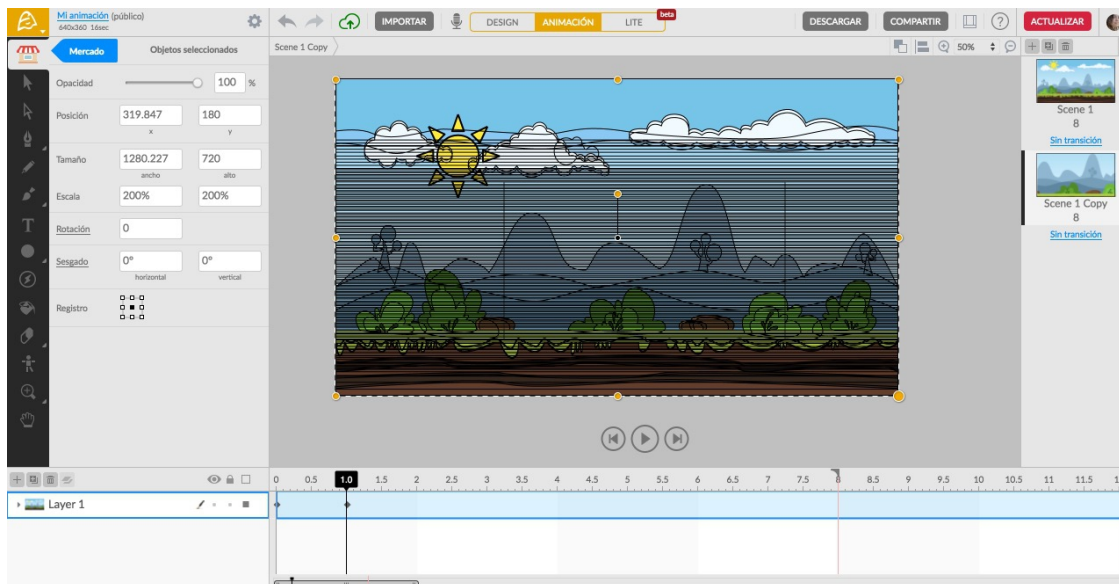 Mi animación (público)
640x360 16sec
IMPORTAR
DESIGN
ANIMACIÓN
LITE
beta
DESCARGAR
COMPARTIR
?
ACTUALIZAR
Mercado
Objetos seleccionados
Scene 1 Copy
50%
Opacidad
100 %
Posición
319.847
180
x
y
Tamaño
1280.227
720
ancho
alto
Escala
200%
200%
Rotación
0
Sesgado
0°
0°
horizontal
vertical
Registro
T
Scene 1
8
Sin transición
Scene 1 Copy
8
Sin transición
0 0.5 1.0 1.5 2 2.5 3 3.5 4 4.5 5 5.5 6 6.5 7 7.5 8 8.5 9 9.5 10 10.5 11 11.5
Layer 1